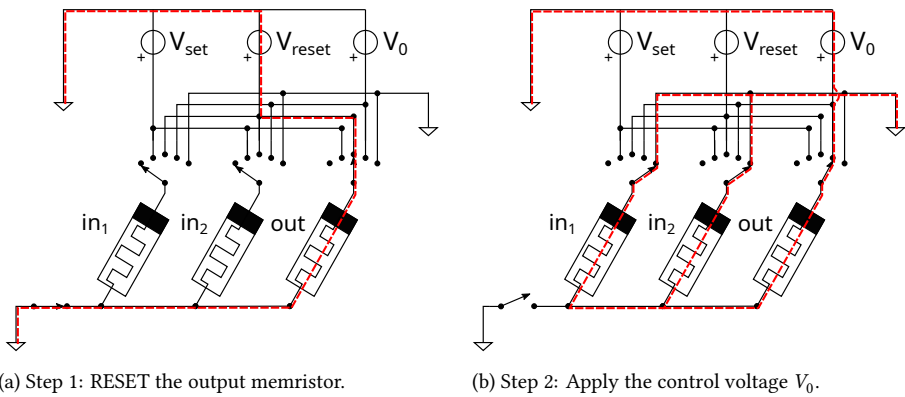 V_set V_reset V_0
in_1 in_2 out
+ + +
V_set V_reset V_0
in_1 in_2 out
+ + +
(a) Step 1: RESET the output memristor.
(b) Step 2: Apply the control voltage V_0.